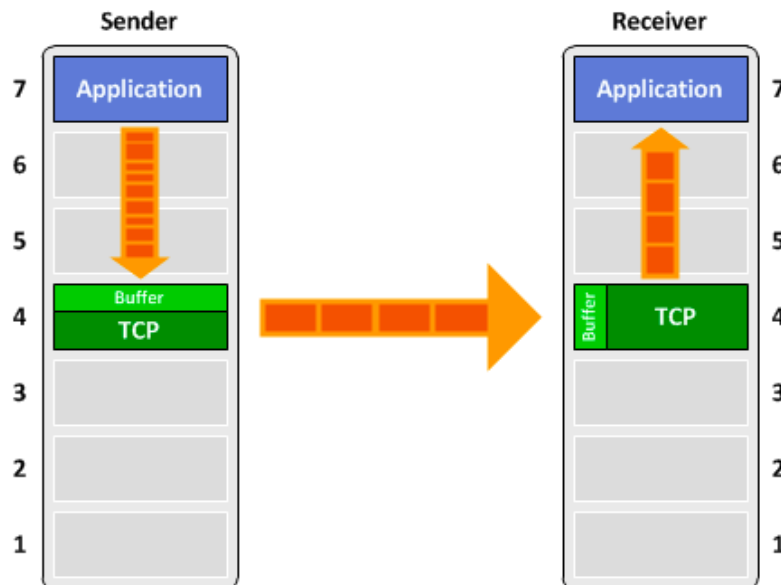 Sender Receiver
7 Application Application 7
6 6
5 5
Buffer
4 TCP Buffer TCP 4
3 3
2 2
1 1